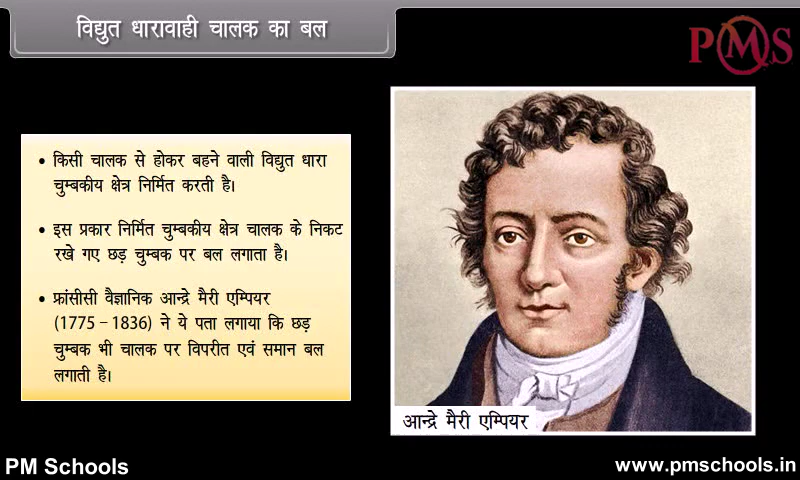 विद्युत धारावाही चालक का बल
PMS
• किसी चालक से होकर बहने वाली विद्युत धारा
चुम्बकीय क्षेत्र निर्मित करती है।
• इस प्रकार निर्मित चुम्बकीय क्षेत्र चालक के निकट
रखे गए छड़ चुम्बक पर बल लगाता है।
• फ्रांसीसी वैज्ञानिक आन्द्रे मैरी एम्पियर
(1775 – 1836) ने ये पता लगाया कि छड़
चुम्बक भी चालक पर विपरीत एवं समान बल
लगाती है।
आन्द्रे मैरी एम्पियर
PM Schools
www.pmschools.in